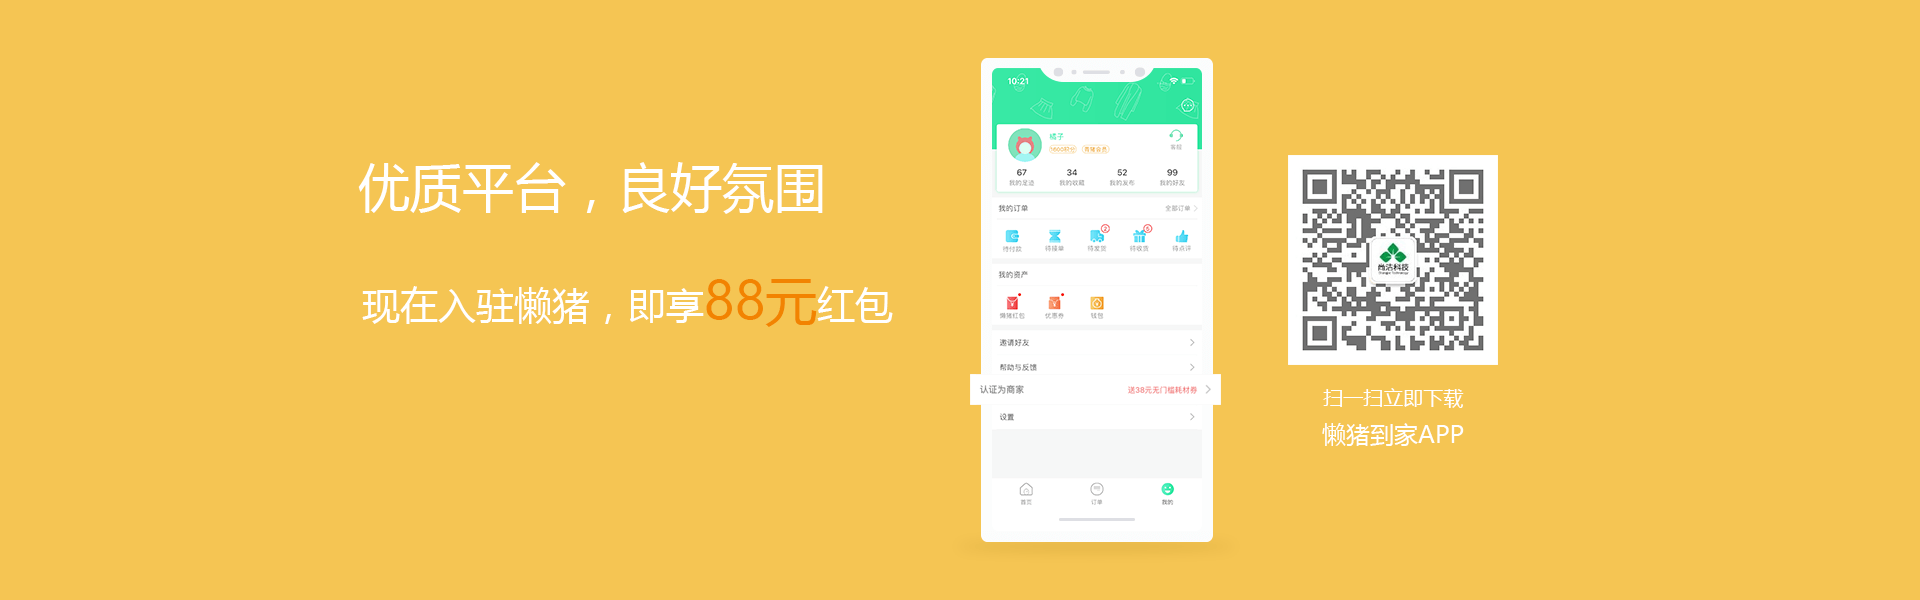 优质平台，良好氛围
现在入驻懒猪，即享88元红包
10:21
橘子
1660积分
客服
67
34
52
99
我的足迹
我的收藏
我的发布
我的好友
我的订单
全部订单
2
5
待付款
待接单
待发货
待收货
待点评
我的资产
懒猪红包
优惠券
钱包
邀请好友
帮助与反馈
认证为商家
送38元无门槛耗材券
设置
首页
订单
我的
尚洁科技
扫一扫立即下载
懒猪到家APP